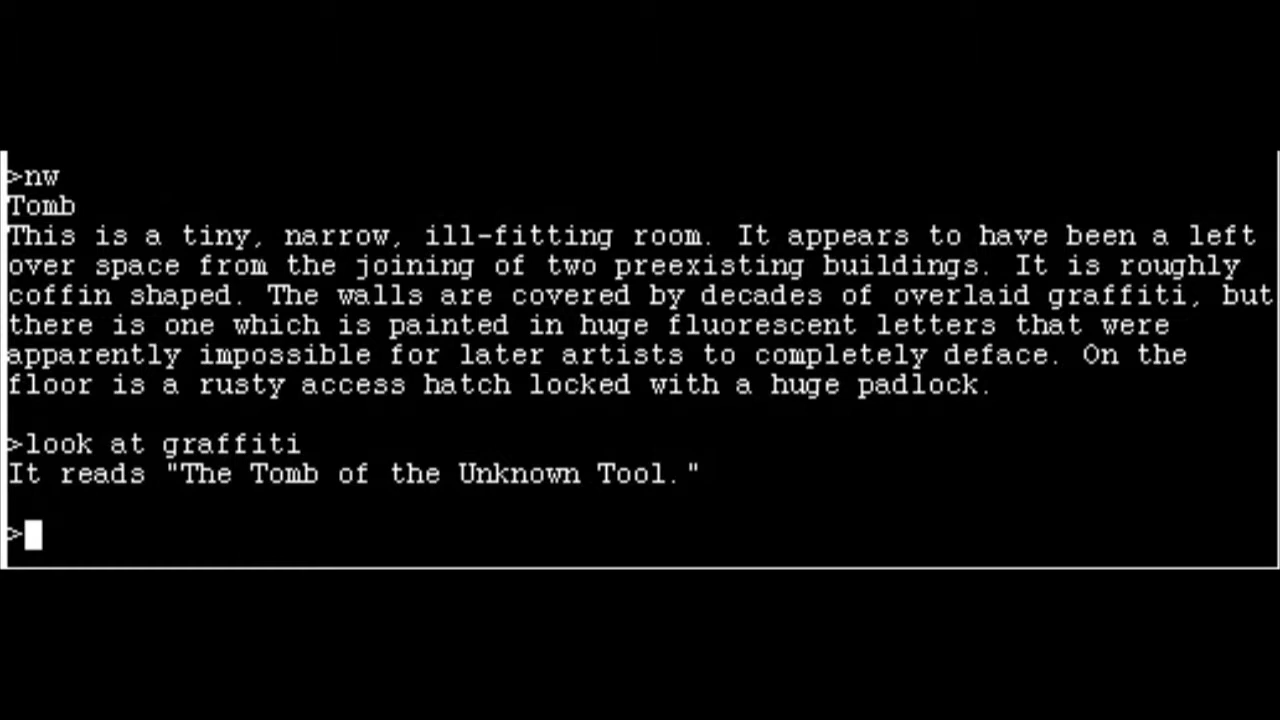 >nw
Tomb
This is a tiny, narrow, ill-fitting room. It appears to have been a left
over space from the joining of two preexisting buildings. It is roughly
coffin shaped. The walls are covered by decades of overlaid graffiti, but
there is one which is painted in huge fluorescent letters that were
apparently impossible for later artists to completely deface. On the
floor is a rusty access hatch locked with a huge padlock.
>look at graffiti
It reads "The Tomb of the Unknown Tool."
>